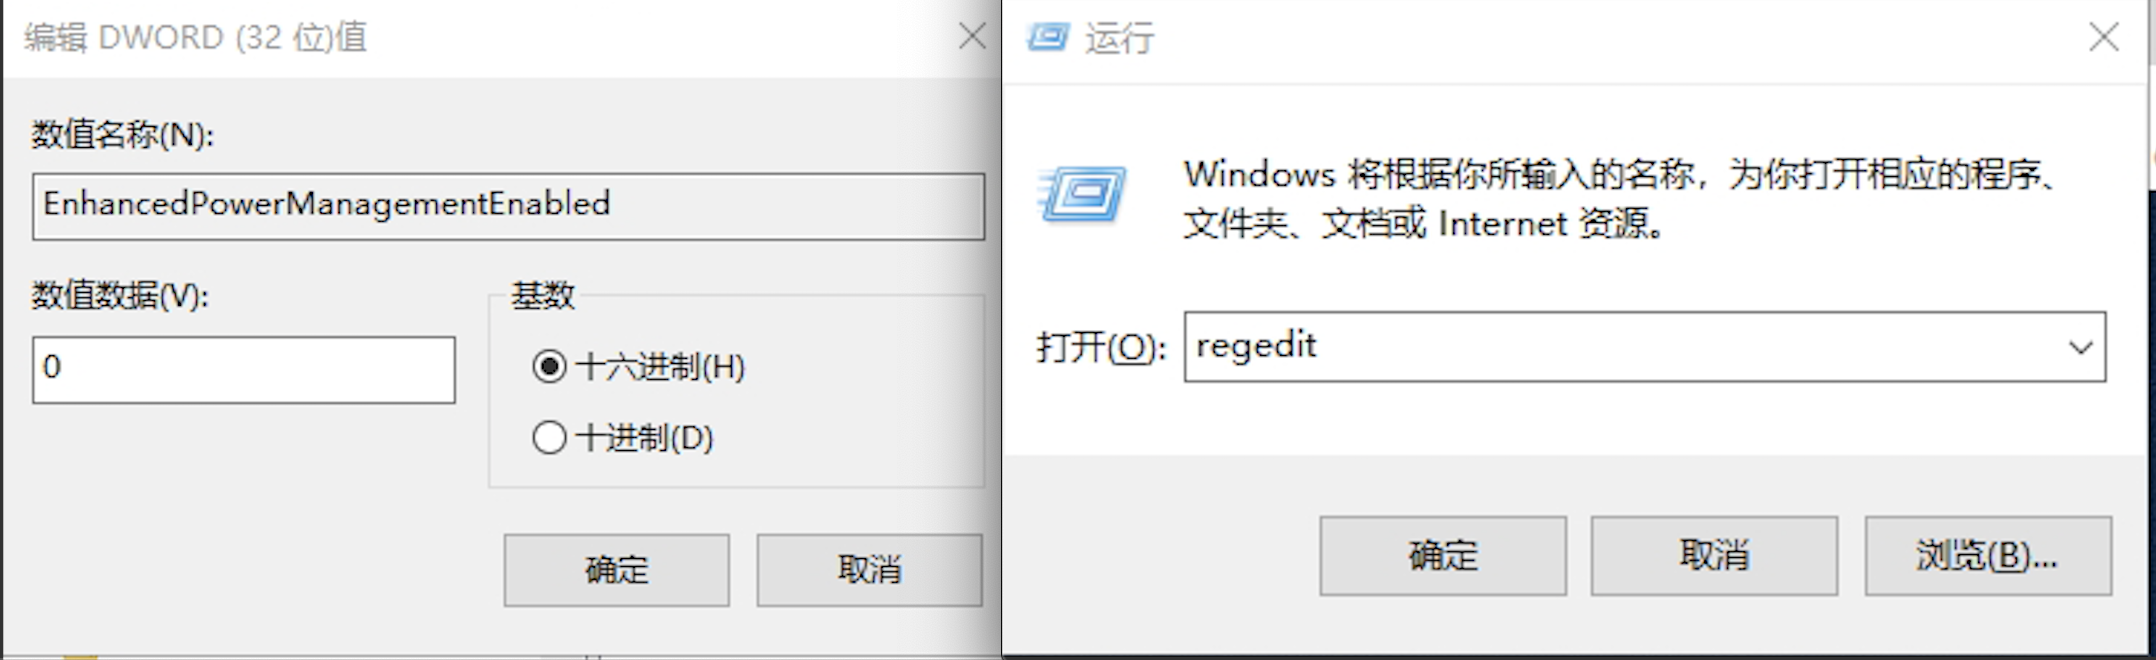 编辑 DWORD (32 位)值
数值名称(N):
EnhancedPowerManagementEnabled
数值数据(V):
0
基数
十六进制(H)
十进制(D)
确定
取消
运行
Windows 将根据你所输入的名称，为你打开相应的程序、
文件夹、文档或 Internet 资源。
打开(O):
regedit
确定
取消
浏览(B)...